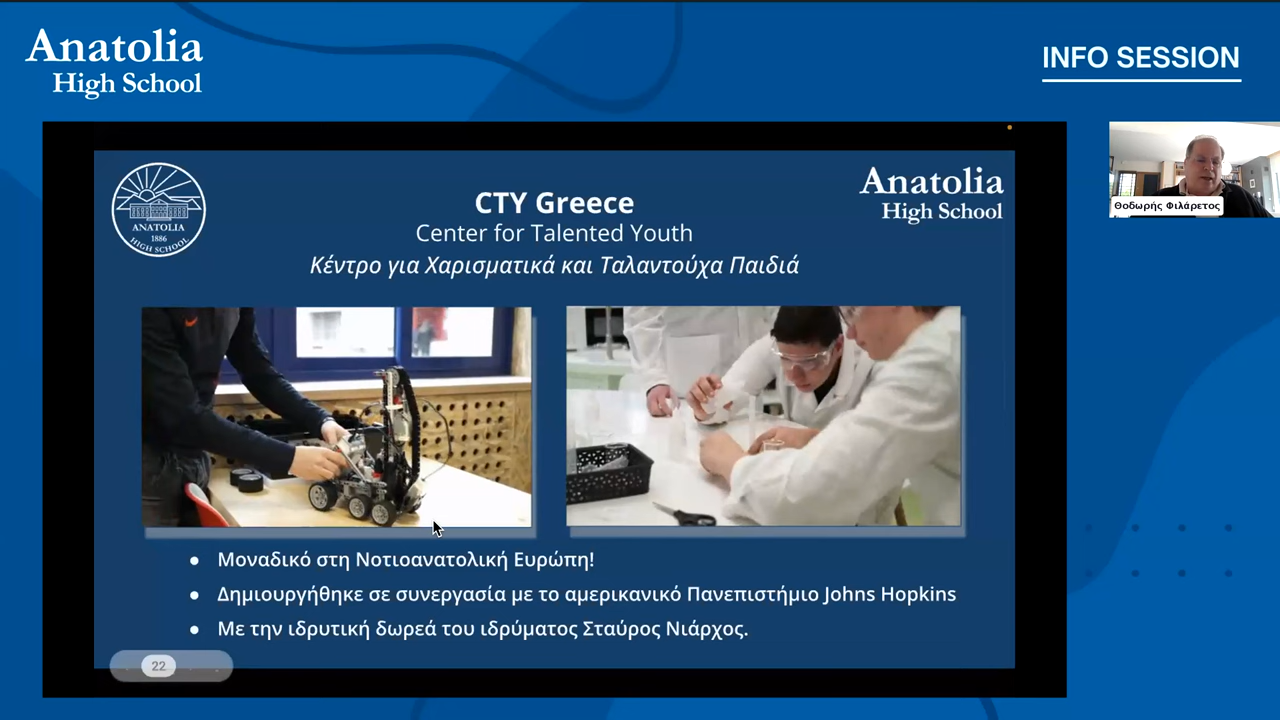 Anatolia
High School
INFO SESSION
ANATOLIA
1886
HIGH SCHOOL
CTY Greece
Center for Talented Youth
Κέντρο για Χαρισματικά και Ταλαντούχα Παιδιά
Anatolia
High School
Θοδωρής Φιλάρετος
● Μοναδικό στη Νοτιοανατολική Ευρώπη!
● Δημιουργήθηκε σε συνεργασία με το αμερικανικό Πανεπιστήμιο Johns Hopkins
● Με την ιδρυτική δωρεά του ιδρύματος Σταύρος Νιάρχος.
22